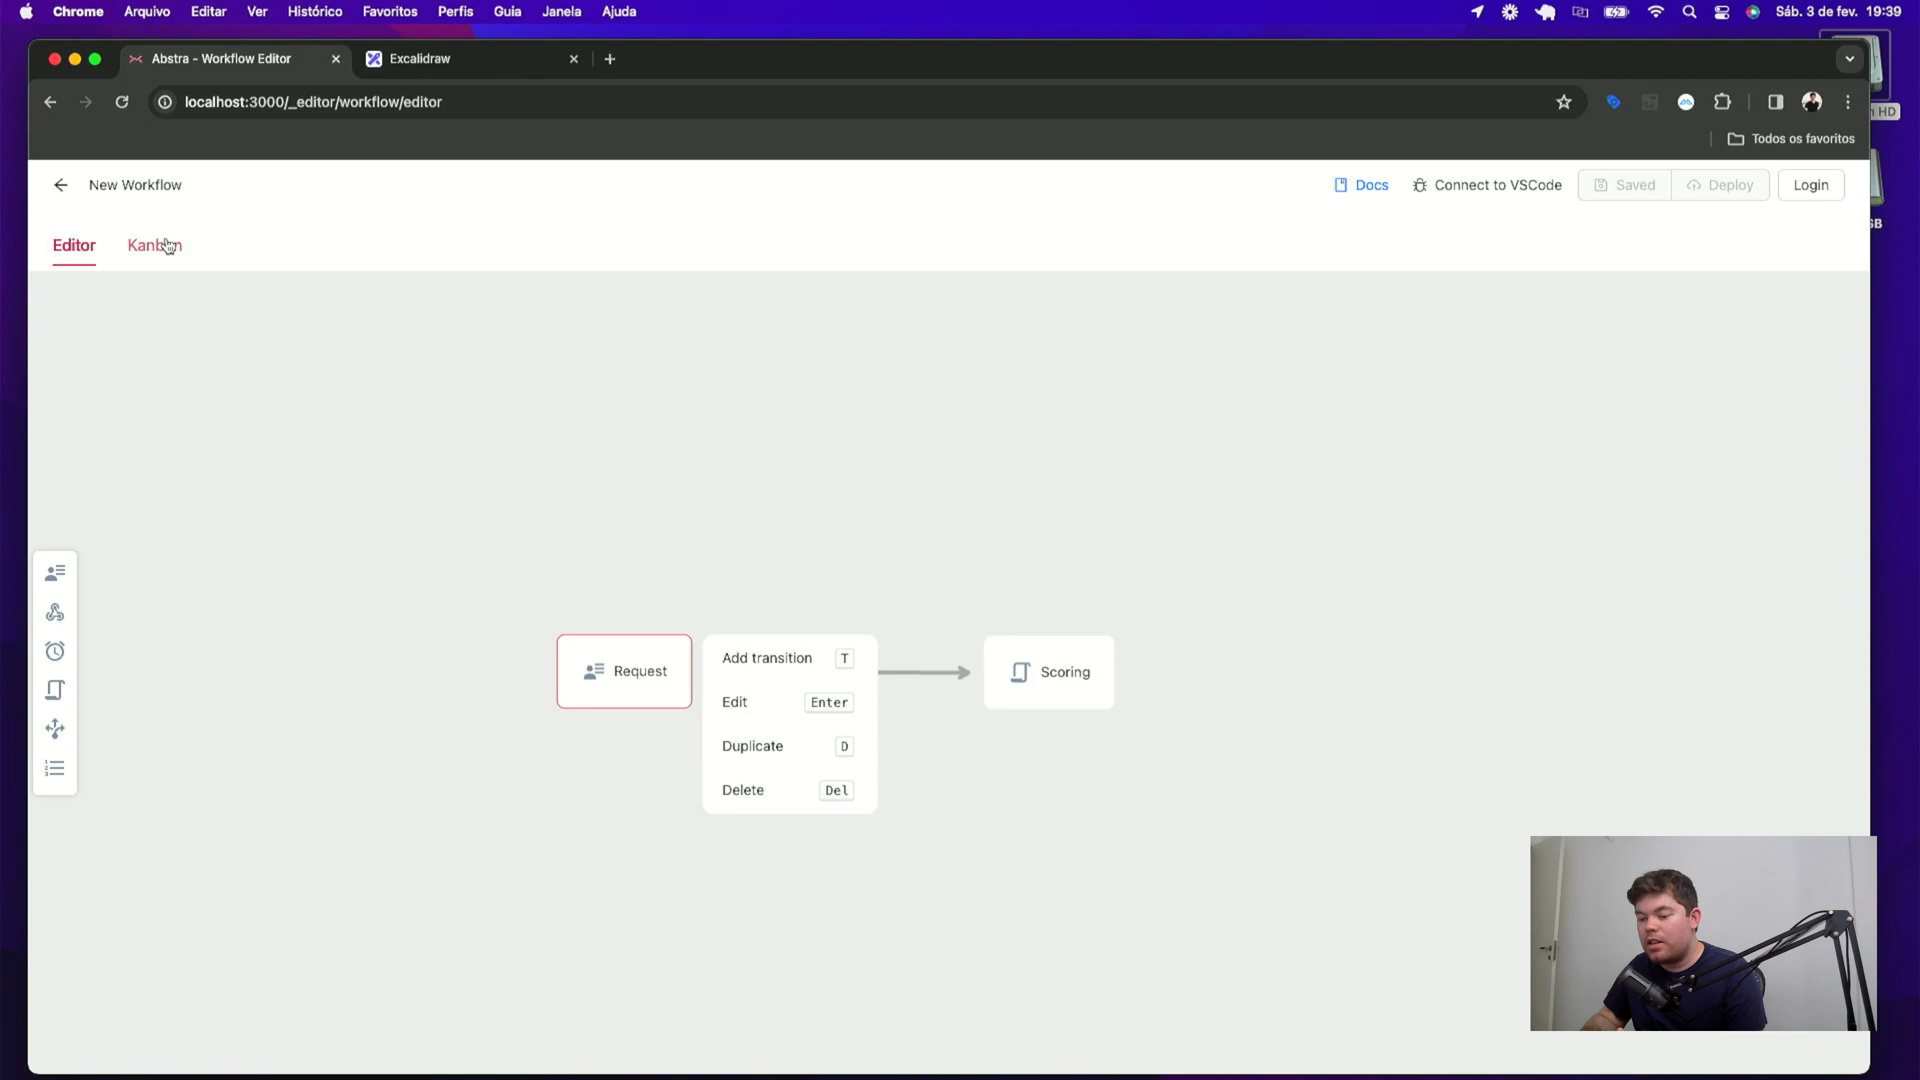 Chrome Arquivo Editar Ver Histórico Favoritos Perfis Guia Janela Ajuda Sáb. 3 de fev. 19:39
Abstra - Workflow Editor Excalidraw
localhost:3000/_editor/workflow/editor
HD
Todos os favoritos
New Workflow Docs Connect to VSCode Saved Deploy Login
Editor Kanban
Request
Add transition T
Edit Enter
Duplicate D
Delete Del
Scoring